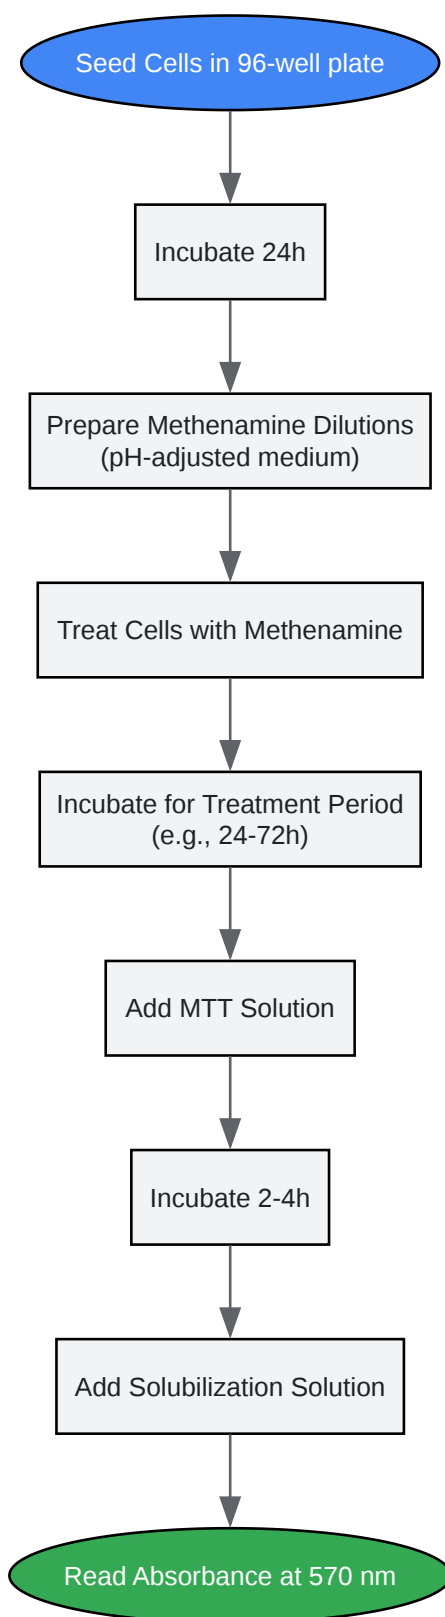 Seed Cells in 96-well plate
Incubate 24h
Prepare Methenamine Dilutions
(pH-adjusted medium)
Treat Cells with Methenamine
Incubate for Treatment Period
(e.g., 24-72h)
Add MTT Solution
Incubate 2-4h
Add Solubilization Solution
Read Absorbance at 570 nm